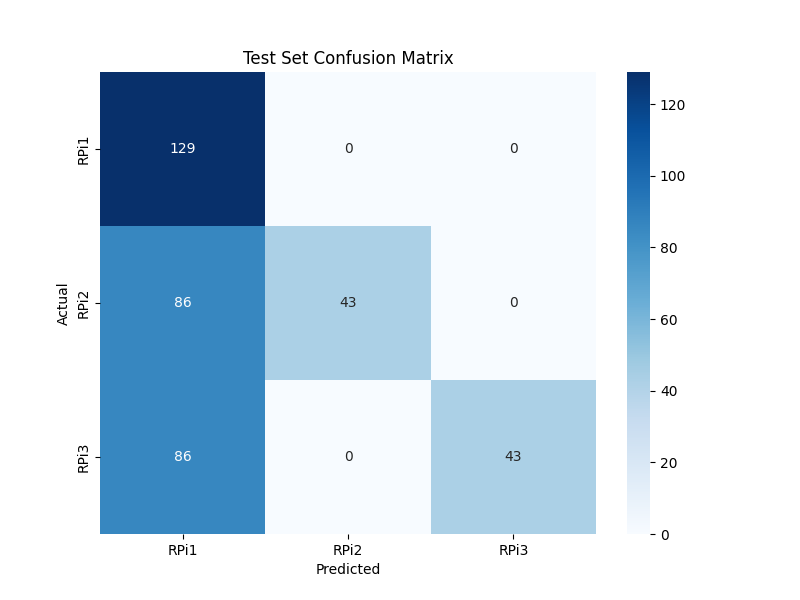 Test Set Confusion Matrix
Actual
RPi1
129
0
0
RPi2
86
43
0
RPi3
86
0
43
RPi1
RPi2
RPi3
Predicted
120
100
80
60
40
20
0